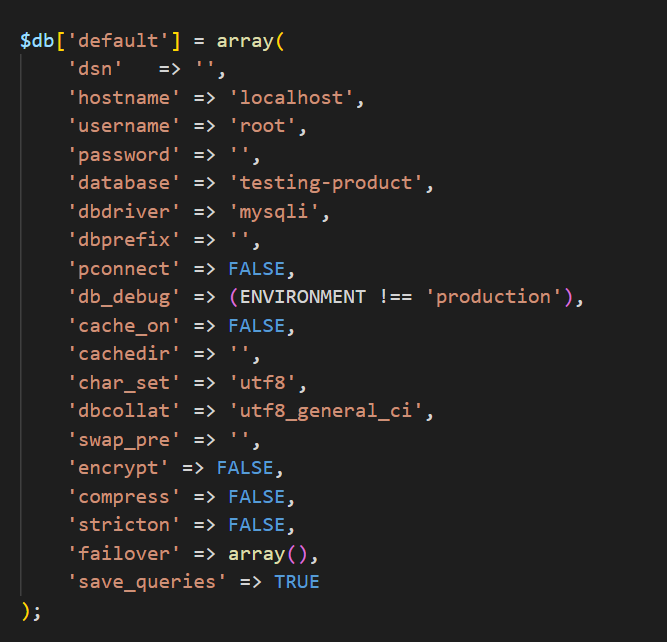 $db['default'] = array(
    'dsn'   => '',
    'hostname' => 'localhost',
    'username' => 'root',
    'password' => '',
    'database' => 'testing-product',
    'dbdriver' => 'mysqli',
    'dbprefix' => '',
    'pconnect' => FALSE,
    'db_debug' => (ENVIRONMENT !== 'production'),
    'cache_on' => FALSE,
    'cachedir' => '',
    'char_set' => 'utf8',
    'dbcollat' => 'utf8_general_ci',
    'swap_pre' => '',
    'encrypt' => FALSE,
    'compress' => FALSE,
    'stricton' => FALSE,
    'failover' => array(),
    'save_queries' => TRUE
);